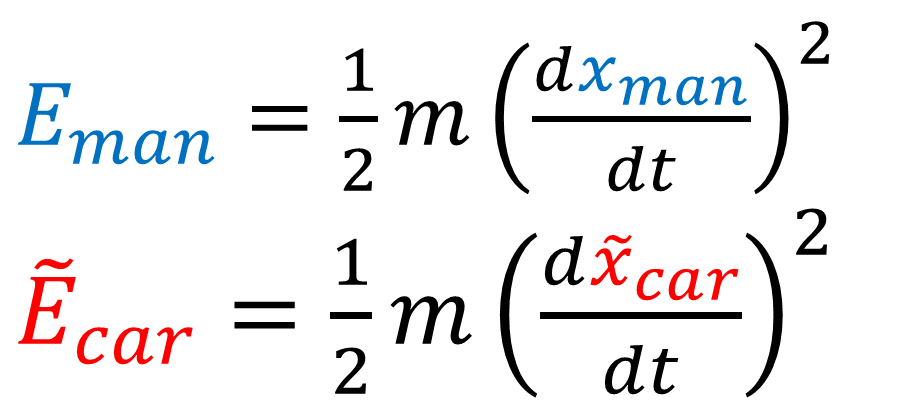 E_man = 1/2 m (dx_man/dt)^2
Ẽ_car = 1/2 m (dx̃_car/dt)^2